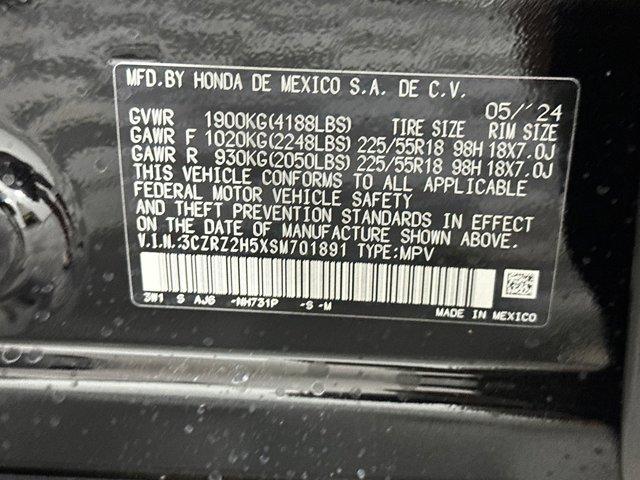 MFD.BY HONDA DE MEXICO S.A. DE C.V.
05/'24
GVWR 1900KG(4188LBS) TIRE SIZE RIM SIZE
GAWR F 1020KG(2248LBS) 225/55R18 98H 18X7.0J
GAWR R 930KG(2050LBS) 225/55R18 98H 18X7.0J
THIS VEHICLE CONFORMS TO ALL APPLICABLE
FEDERAL MOTOR VEHICLE SAFETY
AND THEFT PREVENTION STANDARDS IN EFFECT
ON THE DATE OF MANUFACTURE SHOWN ABOVE.
V.I.N.:3CZRZ2H5XSM701891 TYPE:MPV
3W1 S AJ6 -NH731P -S -M
MADE IN MEXICO